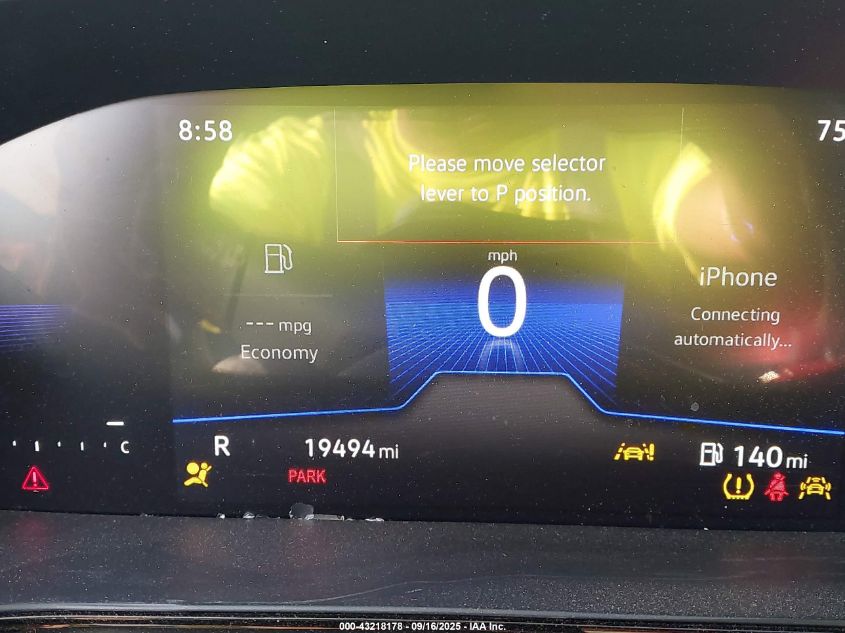 8:58
75
Please move selector
lever to P position.
mph
0
iPhone
Connecting
automatically...
--- mpg
Economy
C
R
19494 mi
140 mi
PARK
000-43218178 - 09/16/2025 - IAA Inc.